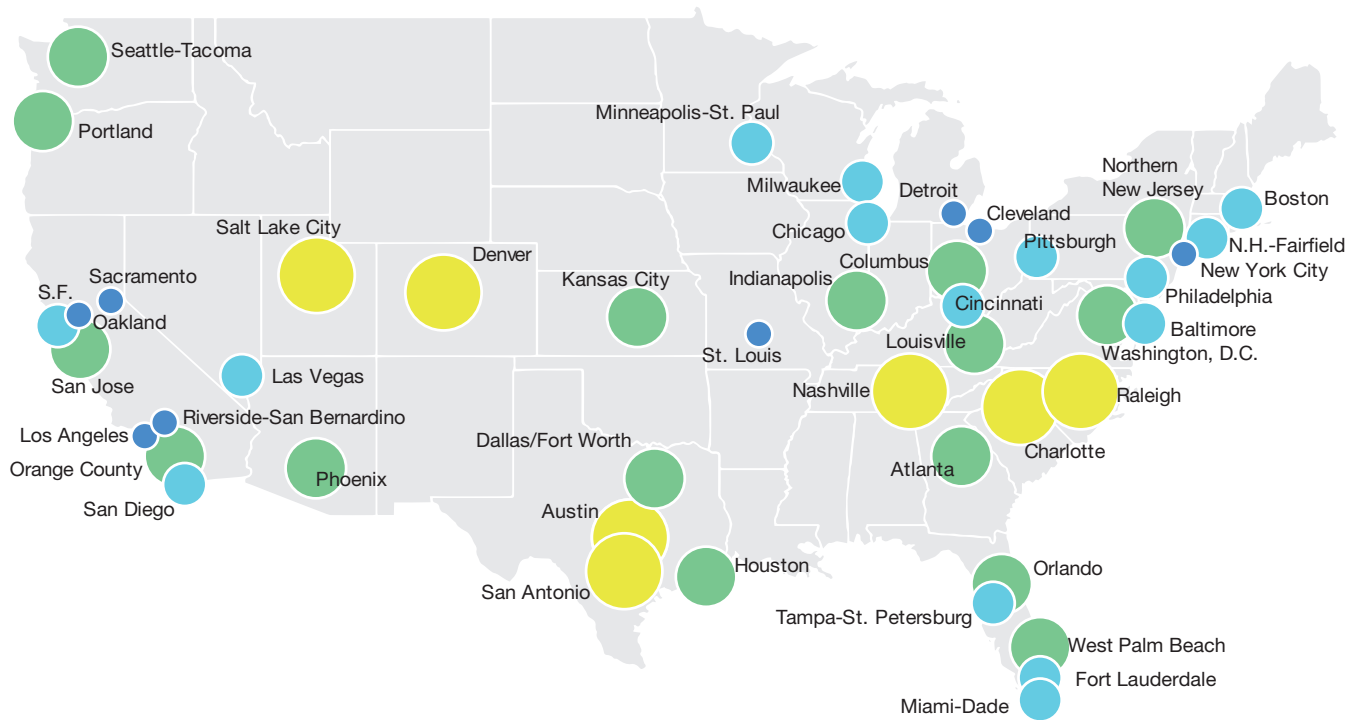 Seattle-Tacoma
Portland
Minneapolis-St. Paul
Milwaukee
Detroit
Cleveland
Chicago
Northern
New Jersey
Boston
N.H.-Fairfield
New York City
Pittsburgh
Philadelphia
Baltimore
Washington, D.C.
Salt Lake City
Denver
Kansas City
Indianapolis
Columbus
Cincinnati
Louisville
St. Louis
Sacramento
S.F.
Oakland
San Jose
Las Vegas
Riverside-San Bernardino
Los Angeles
Orange County
San Diego
Phoenix
Nashville
Raleigh
Charlotte
Atlanta
Dallas/Fort Worth
Austin
San Antonio
Houston
Orlando
Tampa-St. Petersburg
West Palm Beach
Fort Lauderdale
Miami-Dade